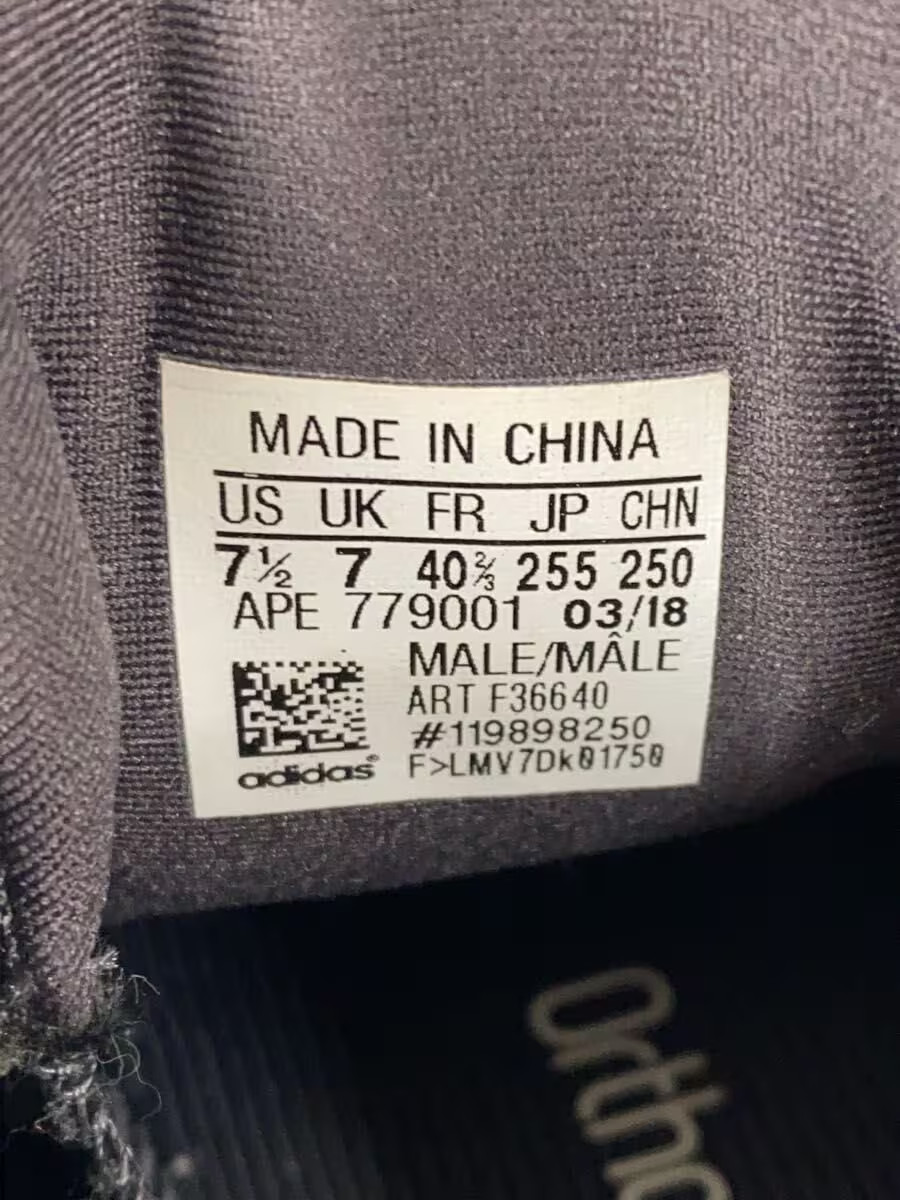 MADE IN CHINA
US UK FR JP CHN
7½ 7 40⅔ 255 250
APE 779001 03/18
MALE/MÂLE
ART F36640
#119898250
adidas® F>LMV7Dk01750
Ortho